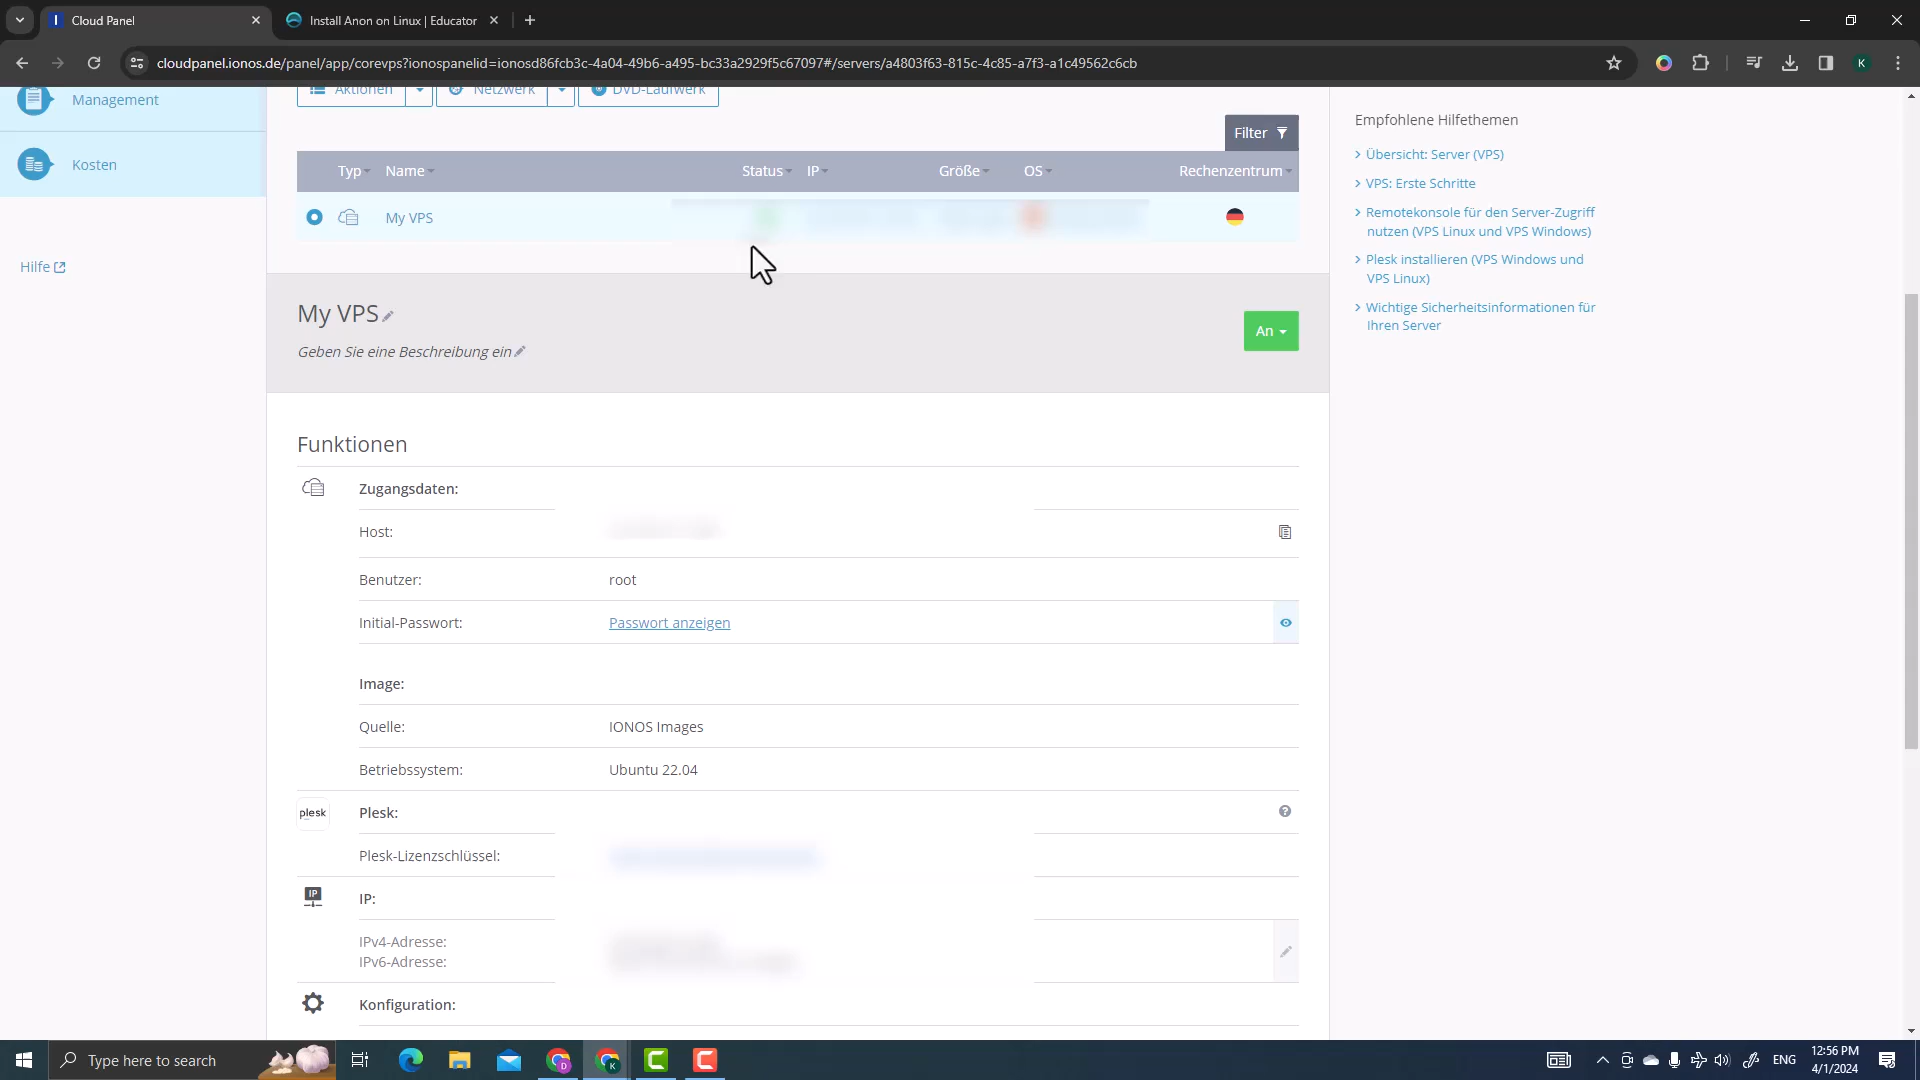 Cloud Panel
Install Anon on Linux | Educator
cloudpanel.ionos.de/panel/app/corevps?ionospanelid=ionosd86fcb3c-4a04-49b6-a495-bc33a2929f5c67097#/servers/a4803f63-815c-4c85-a7f3-a1c49562c6cb
K
Management
Kosten
Hilfe
Aktionen
Netzwerk
DVD-Laufwerk
Filter
Typ Name Status IP Größe OS Rechenzentrum
My VPS
My VPS
Geben Sie eine Beschreibung ein
An
Funktionen
Zugangsdaten:
Host:
Benutzer: root
Initial-Passwort: Passwort anzeigen
Image:
Quelle: IONOS Images
Betriebssystem: Ubuntu 22.04
plesk
Plesk:
Plesk-Lizenzschlüssel:
IP
IP:
IPv4-Adresse:
IPv6-Adresse:
Konfiguration:
Empfohlene Hilfethemen
Übersicht: Server (VPS)
VPS: Erste Schritte
Remotekonsole für den Server-Zugriff
nutzen (VPS Linux und VPS Windows)
Plesk installieren (VPS Windows und
VPS Linux)
Wichtige Sicherheitsinformationen für
Ihren Server
Type here to search
D
K
ENG
12:56 PM
4/1/2024